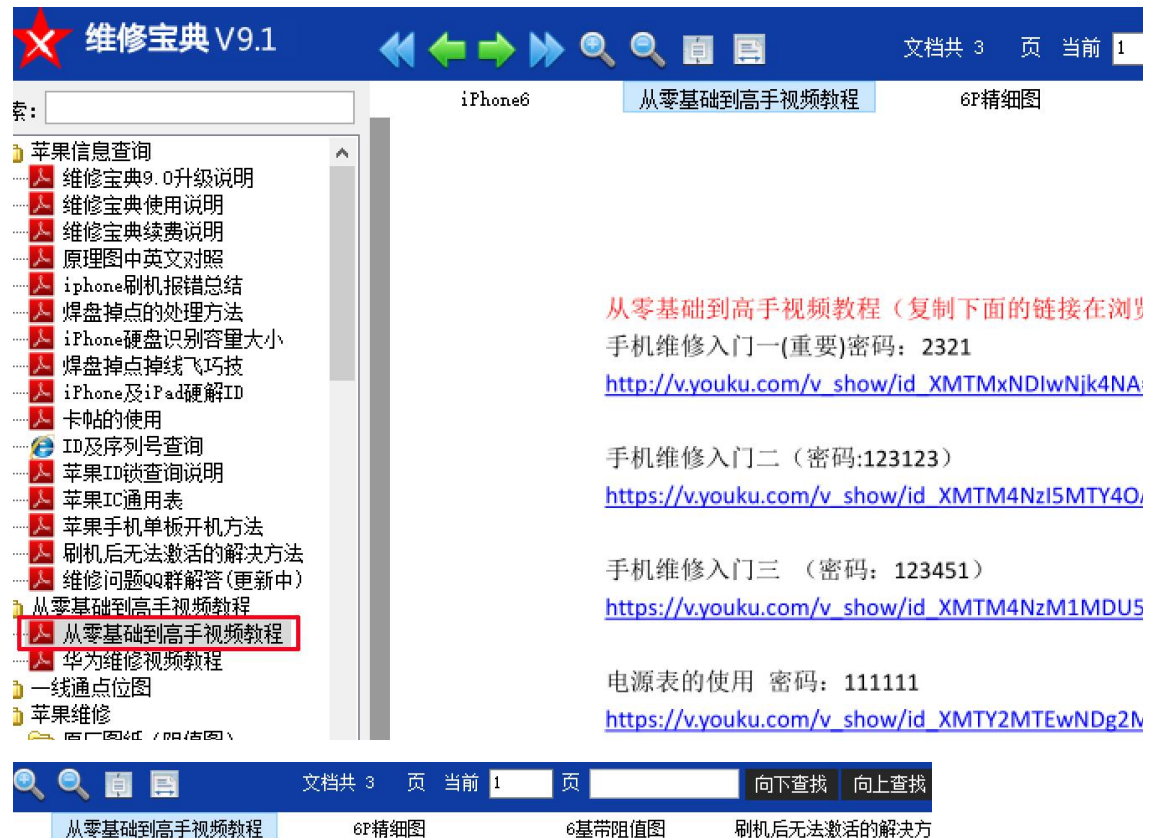 维修宝典 V9.1
文档共 3 页 当前 1
索:
iPhone6 从零基础到高手视频教程 6P精细图
苹果信息查询
维修宝典9.0升级说明
维修宝典使用说明
维修宝典续费说明
原理图中英文对照
iphone刷机报错总结
焊盘掉点的处理方法
iPhone硬盘识别容量大小
焊盘掉点掉线飞巧技
iPhone及iPad硬解ID
卡帖的使用
ID及序列号查询
苹果ID锁查询说明
苹果IC通用表
苹果手机单板开机方法
刷机后无法激活的解决方法
维修问题QQ群解答(更新中)
从零基础到高手视频教程
从零基础到高手视频教程
华为维修视频教程
一线通点位图
苹果维修
原厂图纸(阻值图)
从零基础到高手视频教程（复制下面的链接在浏
手机维修入门一(重要)密码：2321
http://v.youku.com/v_show/id_XMTMxNDIwNjk4NA=
手机维修入门二（密码:123123）
https://v.youku.com/v_show/id_XMTM4NzI5MTY4O
手机维修入门三 （密码：123451）
https://v.youku.com/v_show/id_XMTM4NzM1MDU5
电源表的使用 密码：111111
https://v.youku.com/v_show/id_XMTY2MTEwNDg2M
文档共 3 页 当前 1 页 向下查找 向上查找
从零基础到高手视频教程 6P精细图 6基带阻值图 刷机后无法激活的解决方